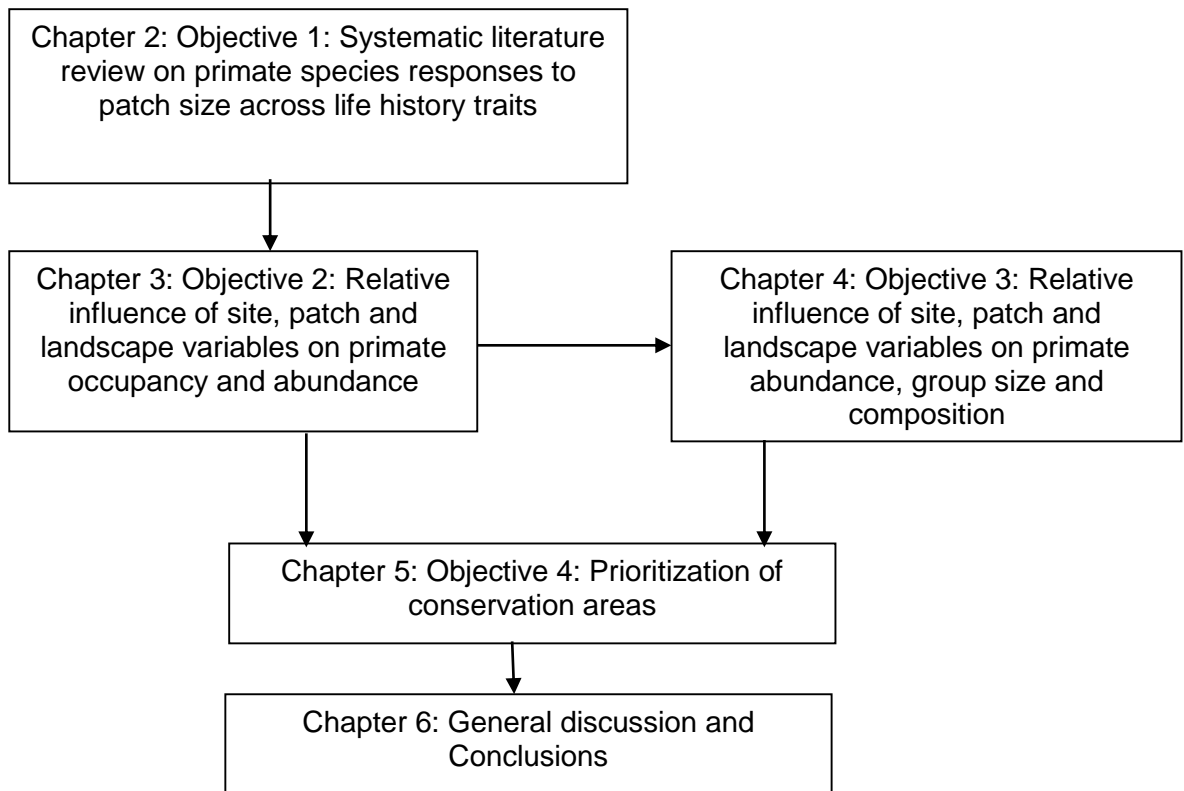 Chapter 2: Objective 1: Systematic literature
review on primate species responses to
patch size across life history traits
Chapter 3: Objective 2: Relative
influence of site, patch and
landscape variables on primate
occupancy and abundance
Chapter 4: Objective 3: Relative
influence of site, patch and
landscape variables on primate
abundance, group size and
composition
Chapter 5: Objective 4: Prioritization of
conservation areas
Chapter 6: General discussion and
Conclusions